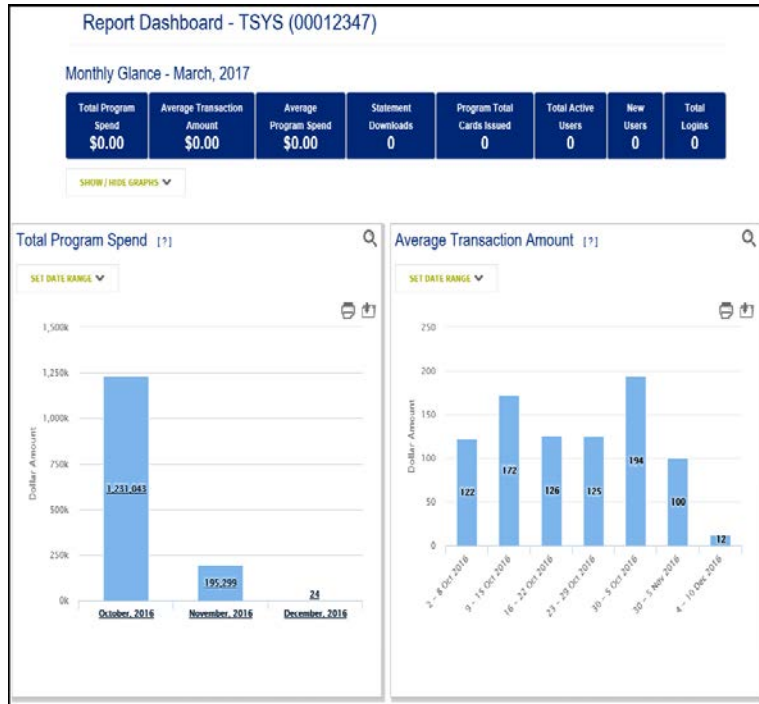 Report Dashboard - TSYS (00012347)
Monthly Glance - March, 2017
Total Program
Spend
$0.00
Average Transaction
Amount
$0.00
Average
Program Spend
$0.00
Statement
Downloads
0
Program Total
Cards Issued
0
Total Active
Users
0
New
Users
0
Total
Logins
0
SHOW / HIDE GRAPHS
Total Program Spend [?]
SET DATE RANGE
Dollar Amount
1,500k
1,250k
1,000k
750k
500k
250k
0k
1,231,043
195,299
24
October, 2016
November, 2016
December, 2016
Average Transaction Amount [?]
SET DATE RANGE
Dollar Amount
250
200
150
100
50
0
122
172
126
125
194
100
12
2 - 8 Oct 2016
9 - 15 Oct 2016
16 - 22 Oct 2016
23 - 29 Oct 2016
30 - 5 Oct 2016
30 - 5 Nov 2016
4 - 10 Dec 2016